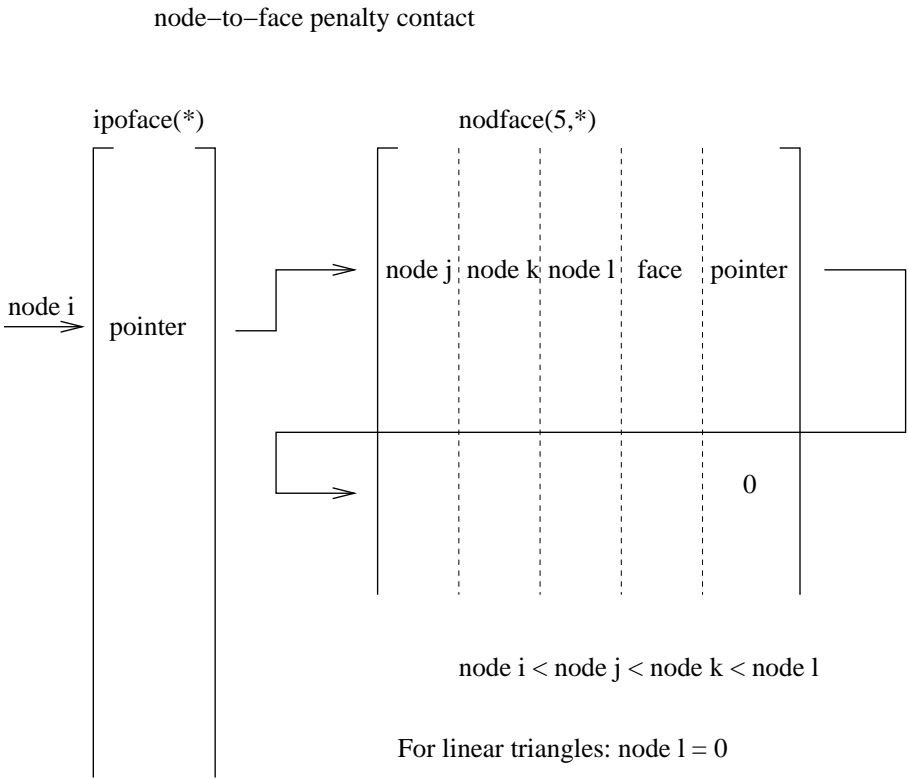 node−to−face penalty contact
ipoface(*)
nodface(5,*)
node j node k node l face pointer
node i
pointer
0
node i < node j < node k < node l
For linear triangles: node l = 0